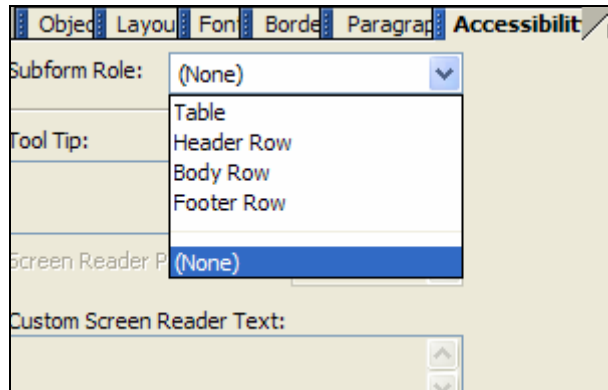 Objec Layou Font Borde Paragrap Accessibilit
Subform Role: (None)
Table
Tool Tip:
Header Row
Body Row
Footer Row
Screen Reader P
(None)
Custom Screen Reader Text: